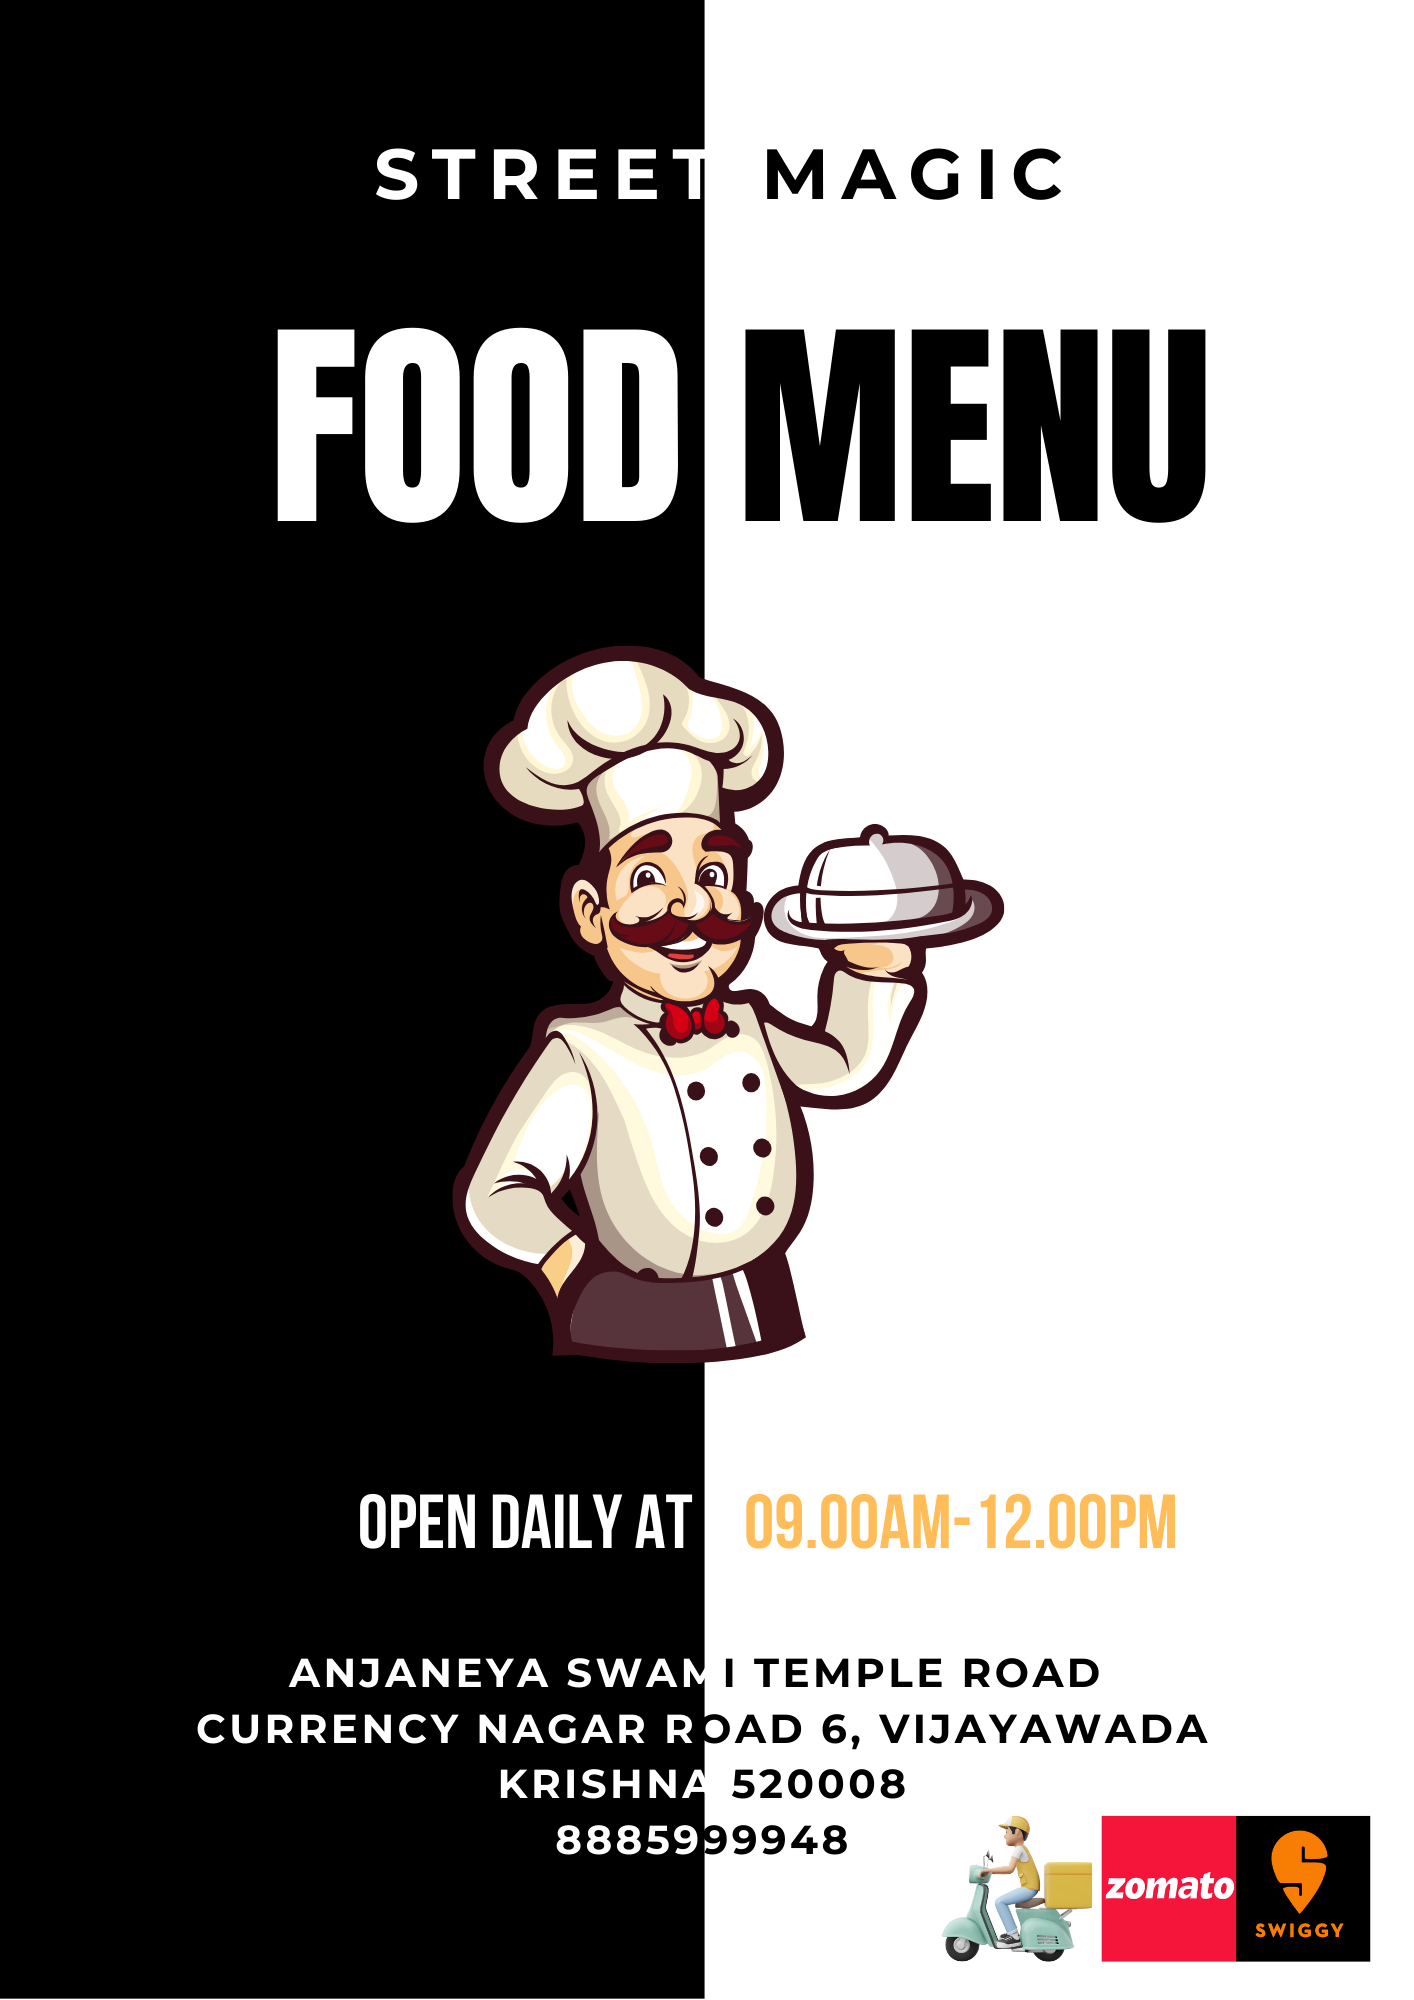 STREET MAGIC
FOOD MENU
OPEN DAILY AT 09.00AM-12.00PM
ANJANEYA SWAMI TEMPLE ROAD
CURRENCY NAGAR ROAD 6, VIJAYAWADA
KRISHNA 520008
8885999948
zomato
SWIGGY